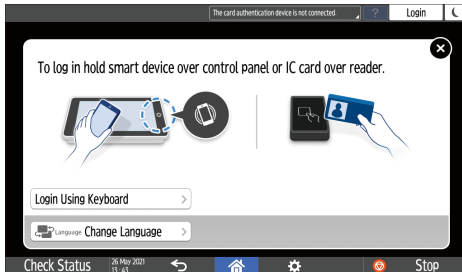 The card authentication device is not connected.
? Login
To log in hold smart device over control panel or IC card over reader.
Login Using Keyboard
Language Change Language
Check Status
26 May 2021
13 : 43
Stop